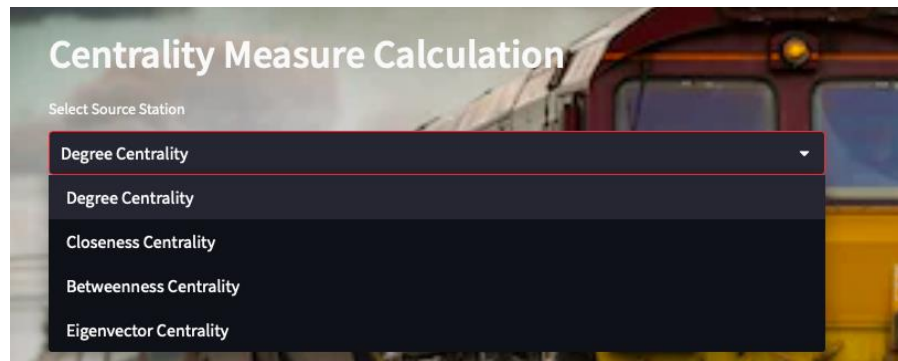 Centrality Measure Calculation
Select Source Station
Degree Centrality
Degree Centrality
Closeness Centrality
Betweenness Centrality
Eigenvector Centrality